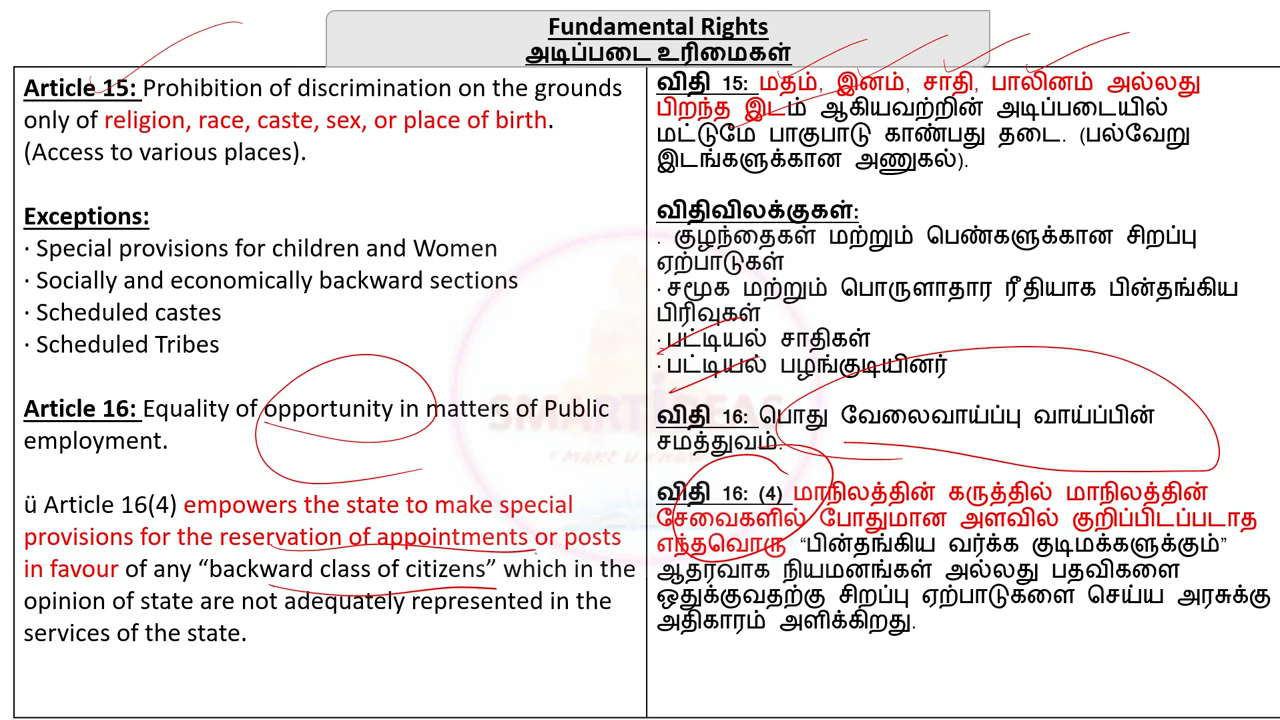 Fundamental Rights
அடிப்படை உரிமைகள்
Article 15: Prohibition of discrimination on the grounds
only of religion, race, caste, sex, or place of birth.
(Access to various places).
Exceptions:
· Special provisions for children and Women
· Socially and economically backward sections
· Scheduled castes
· Scheduled Tribes
Article 16: Equality of opportunity in matters of Public
employment.
ü Article 16(4) empowers the state to make special
provisions for the reservation of appointments or posts
in favour of any “backward class of citizens” which in the
opinion of state are not adequately represented in the
services of the state.
விதி 15: மதம், இனம், சாதி, பாலினம் அல்லது
பிறந்த இடம் ஆகியவற்றின் அடிப்படையில்
மட்டுமே பாகுபாடு காண்பது தடை. (பல்வேறு
இடங்களுக்கான அணுகல்).
விதிவிலக்குகள்:
. குழந்தைகள் மற்றும் பெண்களுக்கான சிறப்பு
ஏற்பாடுகள்
· சமூக மற்றும் பொருளாதார ரீதியாக பின்தங்கிய
பிரிவுகள்
· பட்டியல் சாதிகள்
· பட்டியல் பழங்குடியினர்
விதி 16: பொது வேலைவாய்ப்பு வாய்ப்பின்
சமத்துவம்.
விதி 16: (4) மாநிலத்தின் கருத்தில் மாநிலத்தின்
சேவைகளில் போதுமான அளவில் குறிப்பிடப்படாத
எந்தவொரு “பின்தங்கிய வர்க்க குடிமக்களுக்கும்”
ஆதரவாக நியமனங்கள் அல்லது பதவிகளை
ஒதுக்குவதற்கு சிறப்பு ஏற்பாடுகளை செய்ய அரசுக்கு
அதிகாரம் அளிக்கிறது.
SMART IDEAS
"MAKE U KNOW